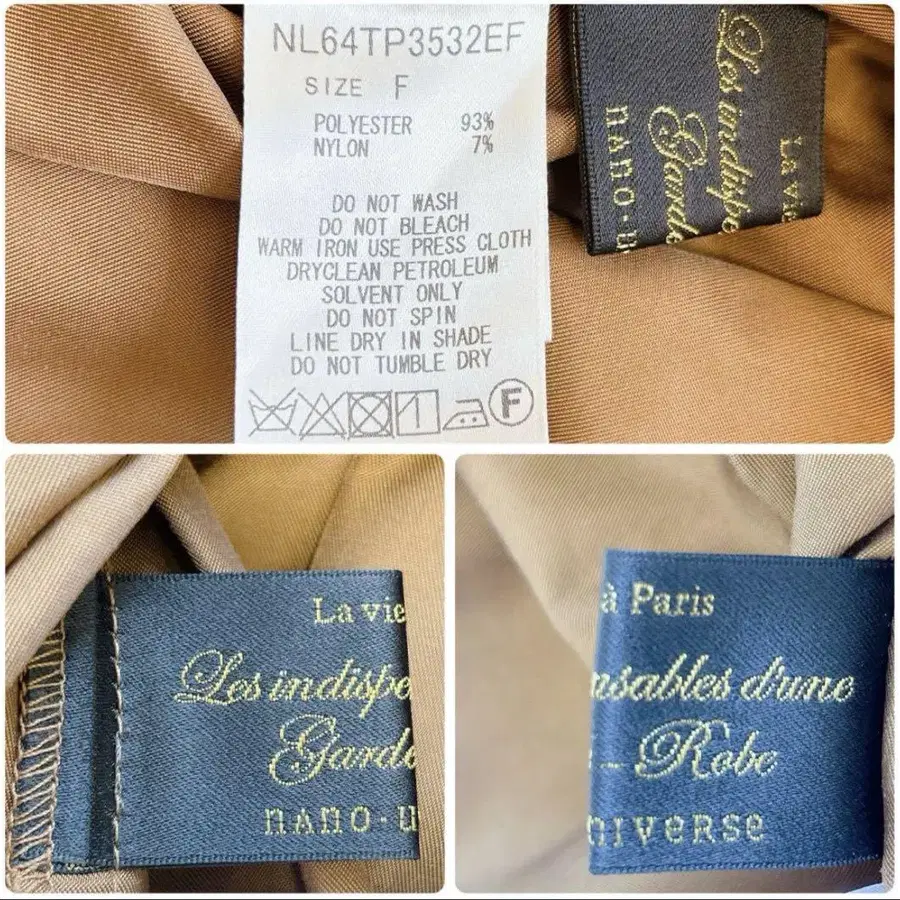 NL64TP3532EF
SIZE F
POLYESTER 93%
NYLON 7%
DO NOT WASH
DO NOT BLEACH
WARM IRON USE PRESS CLOTH
DRYCLEAN PETROLEUM
SOLVENT ONLY
DO NOT SPIN
LINE DRY IN SHADE
DO NOT TUMBLE DRY
F
La vie
Les indispe
Garde
nano·u
La vie
Les indispe
Garde
nano·u
à Paris
nsables d'une
- Robe
niverse